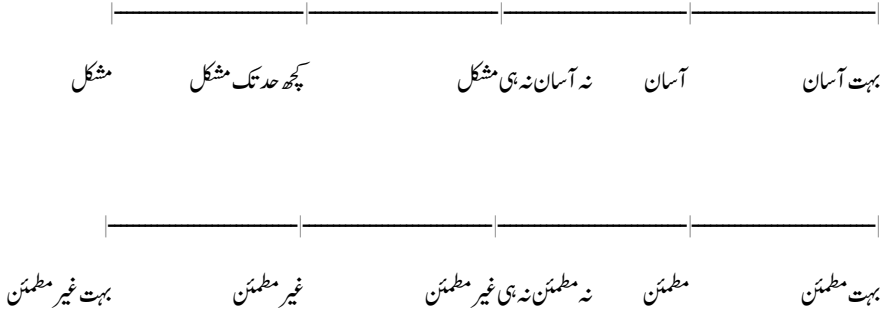 بہت آسان آسان نہ آسان نہ ہی مشکل کچھ حد تک مشکل مشکل
بہت مطمئن مطمئن نہ مطمئن نہ ہی غیر مطمئن غیر مطمئن بہت غیر مطمئن